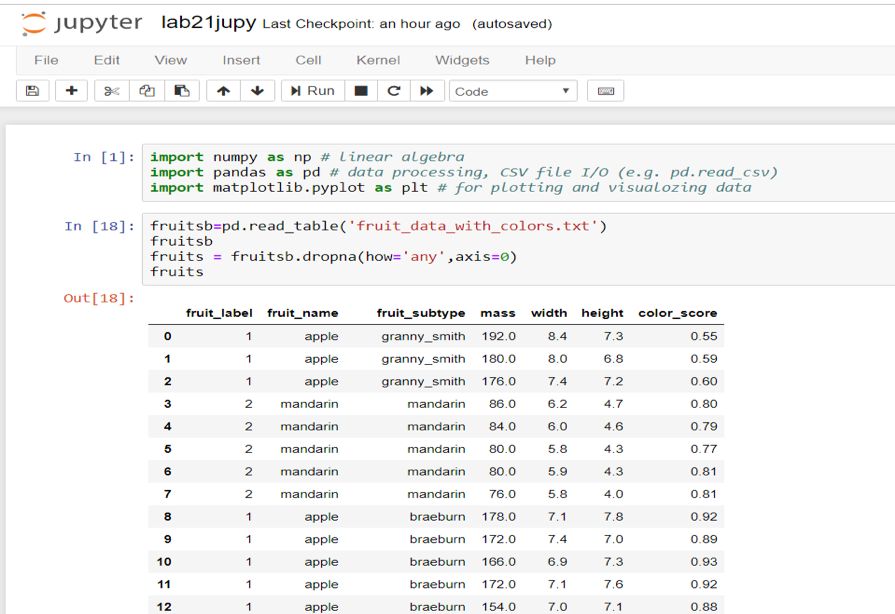 jupyter lab21jupy Last Checkpoint: an hour ago (autosaved)
File Edit View Insert Cell Kernel Widgets Help
Run Code
In [1]: import numpy as np # linear algebra
import pandas as pd # data processing, CSV file I/O (e.g. pd.read_csv)
import matplotlib.pyplot as plt # for plotting and visualozing data
In [18]: fruitsb=pd.read_table('fruit_data_with_colors.txt')
fruitsb
fruits = fruitsb.dropna(how='any',axis=0)
fruits
Out[18]:
fruit_label fruit_name fruit_subtype mass width height color_score
0 1 apple granny_smith 192.0 8.4 7.3 0.55
1 1 apple granny_smith 180.0 8.0 6.8 0.59
2 1 apple granny_smith 176.0 7.4 7.2 0.60
3 2 mandarin mandarin 86.0 6.2 4.7 0.80
4 2 mandarin mandarin 84.0 6.0 4.6 0.79
5 2 mandarin mandarin 80.0 5.8 4.3 0.77
6 2 mandarin mandarin 80.0 5.9 4.3 0.81
7 2 mandarin mandarin 76.0 5.8 4.0 0.81
8 1 apple braeburn 178.0 7.1 7.8 0.92
9 1 apple braeburn 172.0 7.4 7.0 0.89
10 1 apple braeburn 166.0 6.9 7.3 0.93
11 1 apple braeburn 172.0 7.1 7.6 0.92
12 1 apple braeburn 154.0 7.0 7.1 0.88